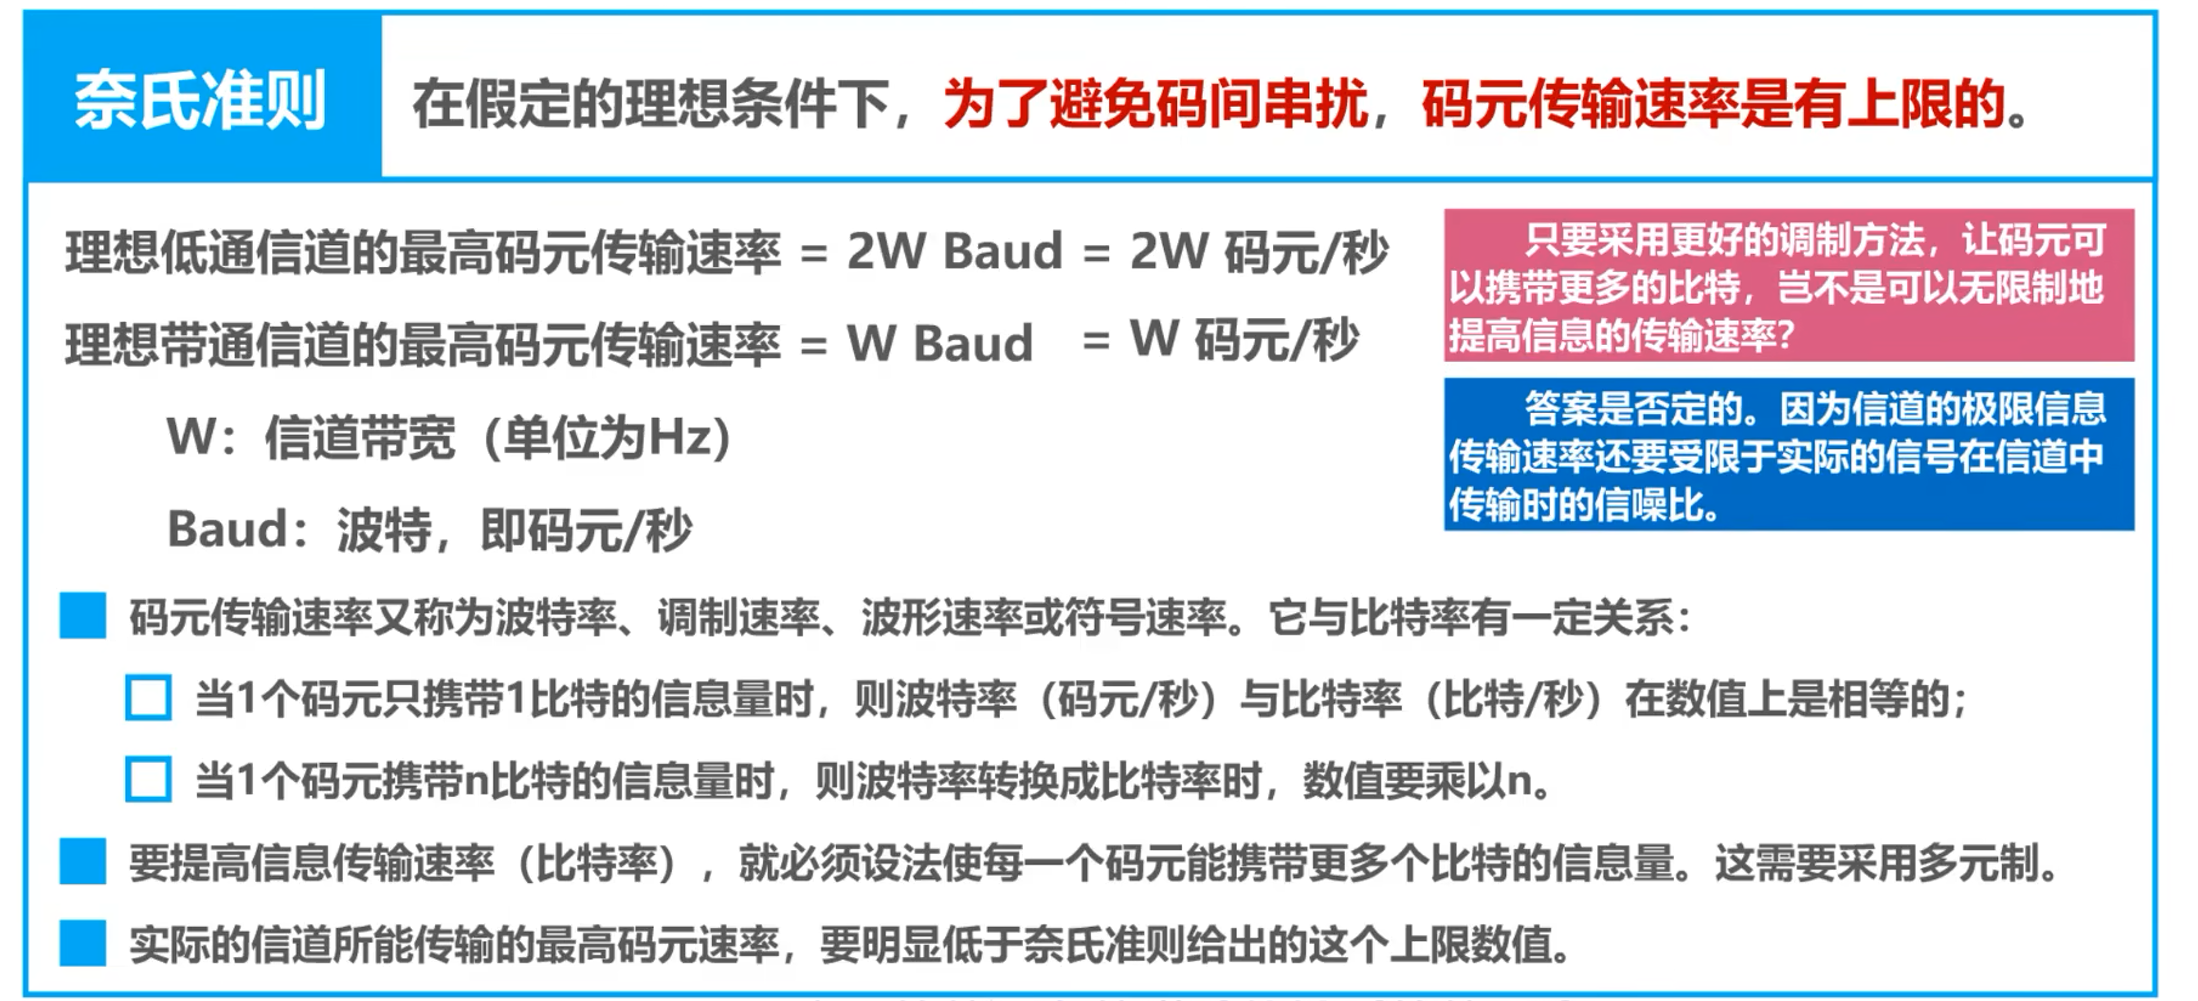 奈氏准则
在假定的理想条件下，为了避免码间串扰，码元传输速率是有上限的。
理想低通信道的最高码元传输速率 = 2W Baud = 2W 码元/秒
理想带通信道的最高码元传输速率 = W Baud = W 码元/秒
W：信道带宽（单位为Hz）
Baud：波特，即码元/秒
只要采用更好的调制方法，让码元可
以携带更多的比特，岂不是可以无限制地
提高信息的传输速率？
答案是否定的。因为信道的极限信息
传输速率还要受限于实际的信号在信道中
传输时的信噪比。
码元传输速率又称为波特率、调制速率、波形速率或符号速率。它与比特率有一定关系：
当1个码元只携带1比特的信息量时，则波特率（码元/秒）与比特率（比特/秒）在数值上是相等的；
当1个码元携带n比特的信息量时，则波特率转换成比特率时，数值要乘以n。
要提高信息传输速率（比特率），就必须设法使每一个码元能携带更多个比特的信息量。这需要采用多元制。
实际的信道所能传输的最高码元速率，要明显低于奈氏准则给出的这个上限数值。